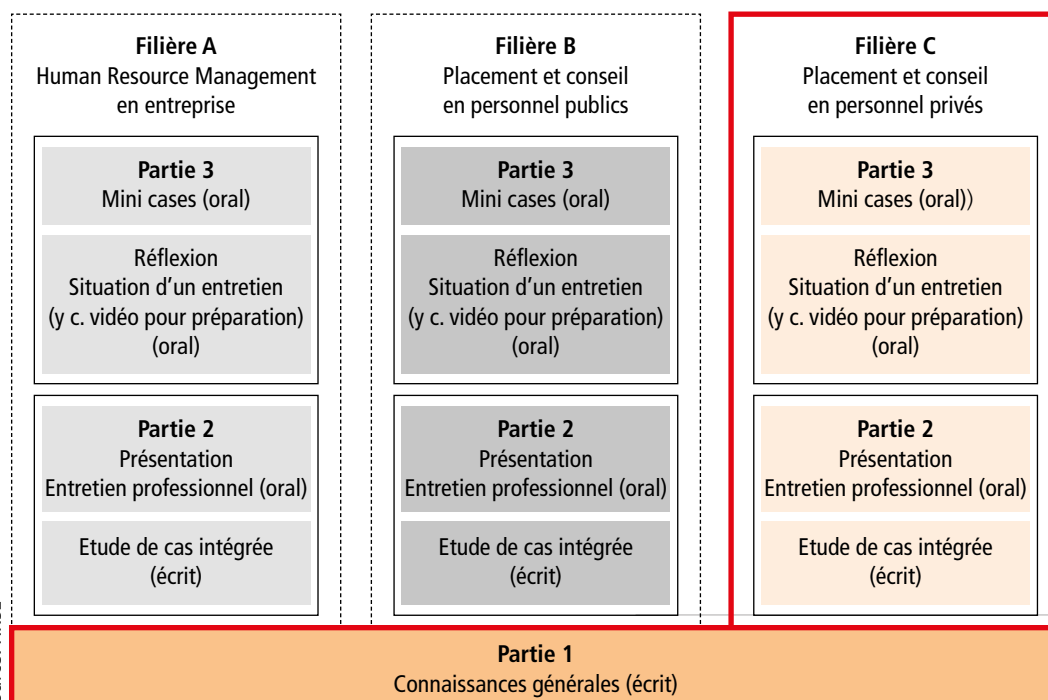 Filière A
Human Resource Management
en entreprise
Partie 3
Mini cases (oral)
Réflexion
Situation d’un entretien
(y c. vidéo pour préparation)
(oral)
Partie 2
Présentation
Entretien professionnel (oral)
Etude de cas intégrée
(écrit)
Filière B
Placement et conseil
en personnel publics
Partie 3
Mini cases (oral)
Réflexion
Situation d’un entretien
(y c. vidéo pour préparation)
(oral)
Partie 2
Présentation
Entretien professionnel (oral)
Etude de cas intégrée
(écrit)
Filière C
Placement et conseil
en personnel privés
Partie 3
Mini cases (oral))
Réflexion
Situation d’un entretien
(y c. vidéo pour préparation)
(oral)
Partie 2
Présentation
Entretien professionnel (oral)
Etude de cas intégrée
(écrit)
Partie 1
Connaissances générales (écrit)